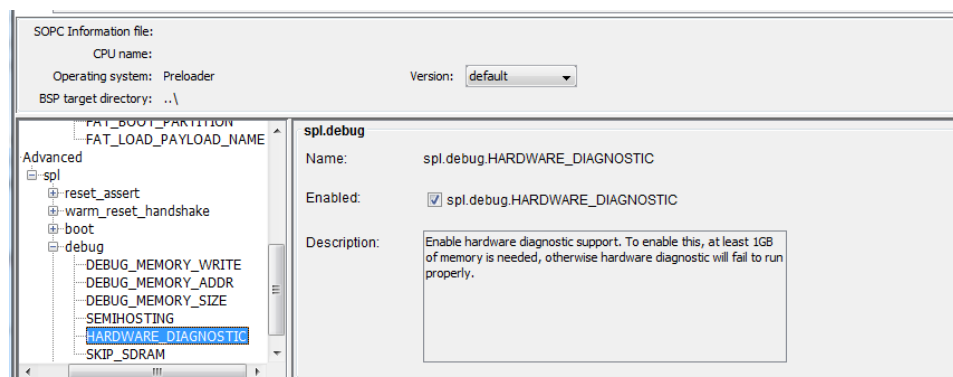 SOPC Information file:
CPU name:
Operating system: Preloader Version: default
BSP target directory: ..\
FAT_BOOT_PARTITION
FAT_LOAD_PAYLOAD_NAME
Advanced
spl
reset_assert
warm_reset_handshake
boot
debug
DEBUG_MEMORY_WRITE
DEBUG_MEMORY_ADDR
DEBUG_MEMORY_SIZE
SEMIHOSTING
HARDWARE_DIAGNOSTIC
SKIP_SDRAM
spl.debug
Name: spl.debug.HARDWARE_DIAGNOSTIC
Enabled: spl.debug.HARDWARE_DIAGNOSTIC
Description: Enable hardware diagnostic support. To enable this, at least 1GB
of memory is needed, otherwise hardware diagnostic will fail to run
properly.